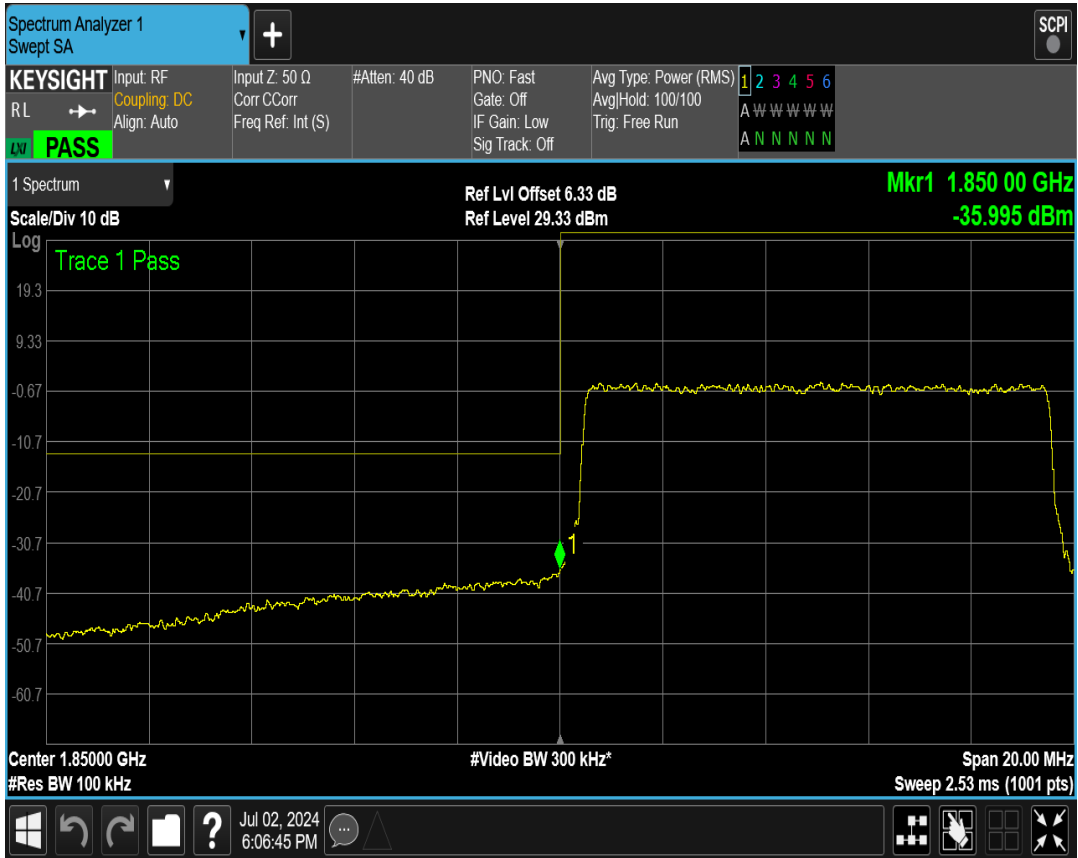 Spectrum Analyzer 1
Swept SA
SCPI
KEYSIGHT
RL
LXI
PASS
Input: RF
Coupling: DC
Align: Auto
Input Z: 50 Ω
Corr CCorr
Freq Ref: Int (S)
#Atten: 40 dB
PNO: Fast
Gate: Off
IF Gain: Low
Sig Track: Off
Avg Type: Power (RMS)
Avg|Hold: 100/100
Trig: Free Run
1 2 3 4 5 6
A W W W W W
A N N N N N
1 Spectrum
Scale/Div 10 dB
Ref Lvl Offset 6.33 dB
Ref Level 29.33 dBm
Mkr1 1.850 00 GHz
-35.995 dBm
Log
Trace 1 Pass
19.3
9.33
-0.67
-10.7
-20.7
-30.7
-40.7
-50.7
-60.7
1
Center 1.85000 GHz
#Video BW 300 kHz*
Span 20.00 MHz
#Res BW 100 kHz
Sweep 2.53 ms (1001 pts)
?
Jul 02, 2024
6:06:45 PM